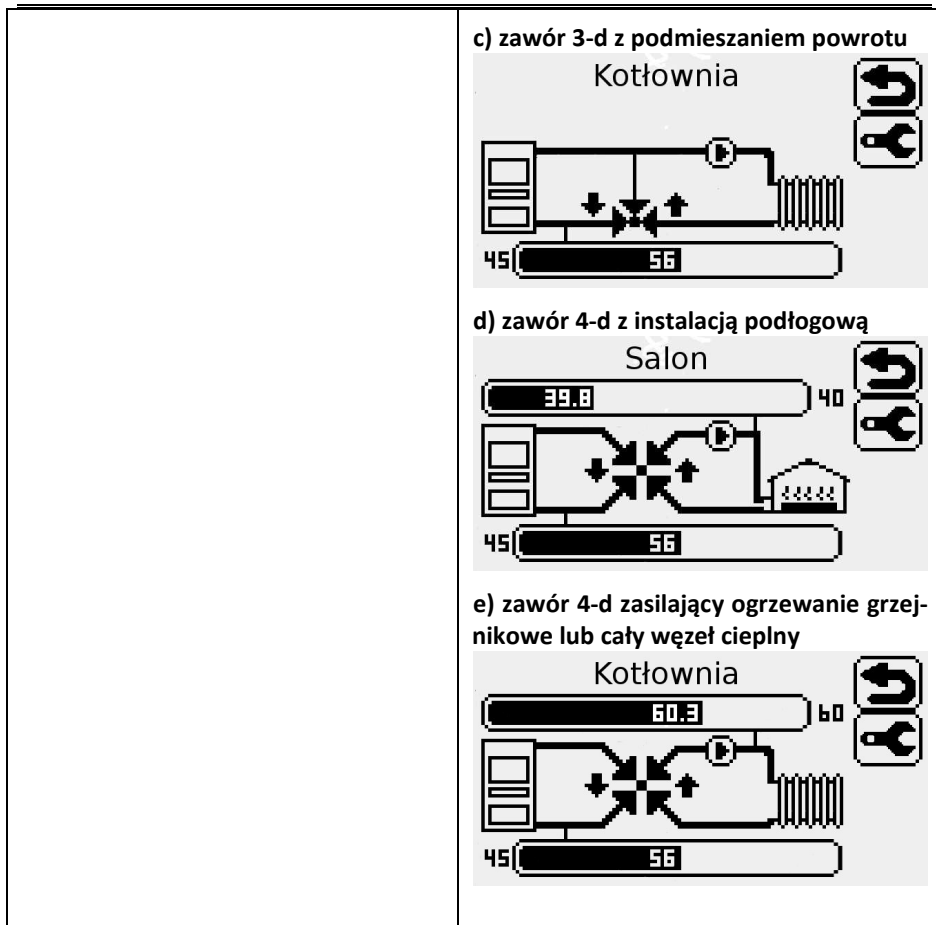 c) zawór 3-d z podmieszaniem powrotu
Kotłownia
45
56
d) zawór 4-d z instalacją podłogową
Salon
39.8
40
45
56
e) zawór 4-d zasilający ogrzewanie grzej-
nikowe lub cały węzeł cieplny
Kotłownia
60.3
60
45
56